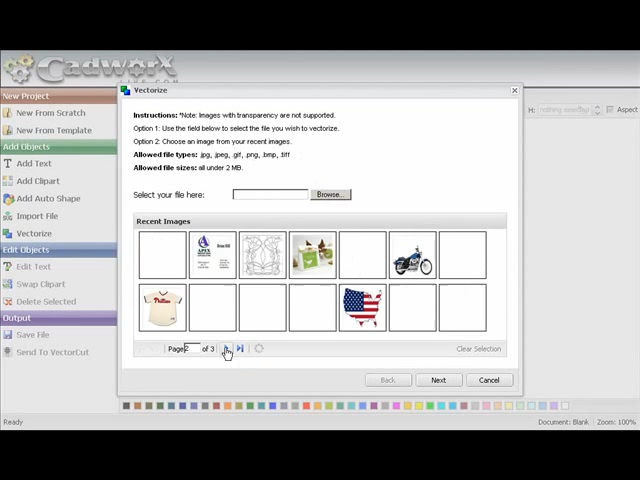 Cadworx
LIVE.COM
Vectorize
New Project
New From Scratch
New From Template
Add Objects
Add Text
Add Clipart
Add Auto Shape
Import File
Vectorize
Edit Objects
Edit Text
Swap Clipart
Delete Selected
Output
Save File
Send To VectorCut
Instructions: *Note: Images with transparency are not supported.
Option 1: Use the field below to select the file you wish to vectorize.
Option 2: Choose an image from your recent images.
Allowed file types: .jpg, .jpeg, .gif, .png, .bmp, .tiff
Allowed file sizes: all under 2 MB.
Select your file here: Browse...
Recent Images
APEX
Phillies
Page 2 of 3
Clear Selection
Back Next Cancel
H: Aspect
Ready
Document: Blank Zoom: 100%